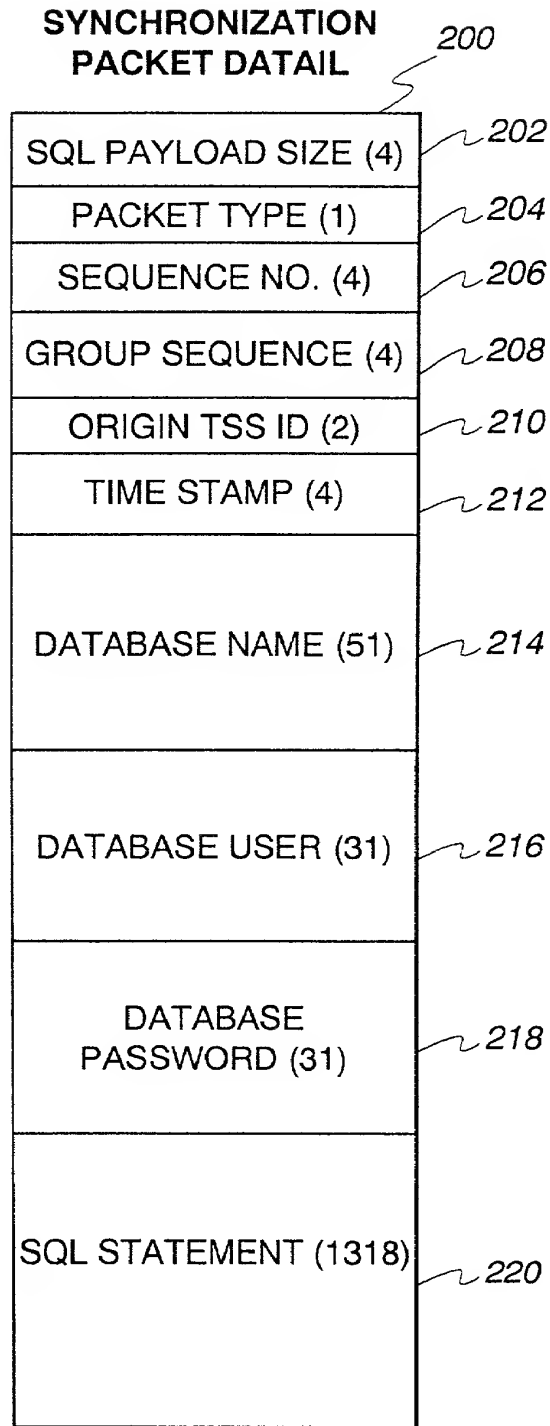 SYNCHRONIZATION
PACKET DATAIL
200
SQL PAYLOAD SIZE (4)
202
PACKET TYPE (1)
204
SEQUENCE NO. (4)
206
GROUP SEQUENCE (4)
208
ORIGIN TSS ID (2)
210
TIME STAMP (4)
212
DATABASE NAME (51)
214
DATABASE USER (31)
216
DATABASE
PASSWORD (31)
218
SQL STATEMENT (1318)
220